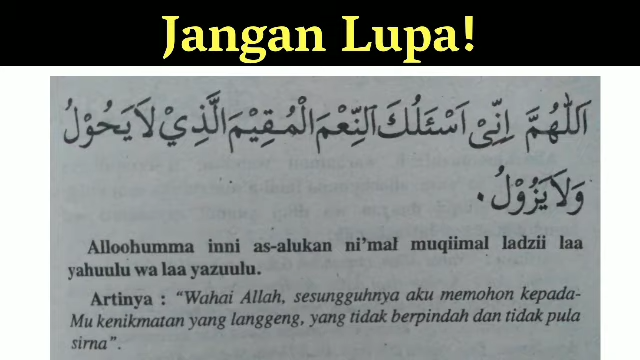 Jangan Lupa!
اَللّٰهُمَّ اِنِّيْ اَسْئَلُكَ النِّعْمَ الْمُقِيْمَ الَّذِيْ لَا يَحُوْلُ
وَلَا يَزُوْلُ.
Alloohumma inni as-alukan ni'mal muqiimal ladzii laa
yahuulu wa laa yazuulu.
Artinya : "Wahai Allah, sesungguhnya aku memohon kepada-
Mu kenikmatan yang langgeng, yang tidak berpindah dan tidak pula
sirna".